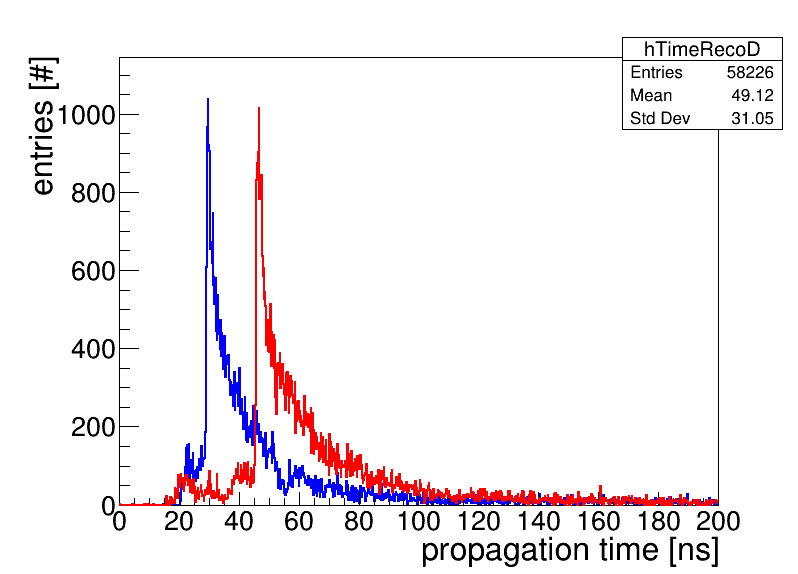 hTimeRecoD
Entries 58226
Mean 49.12
Std Dev 31.05
entries [#]
1000
800
600
400
200
0
0 20 40 60 80 100 120 140 160 180 200
propagation time [ns]